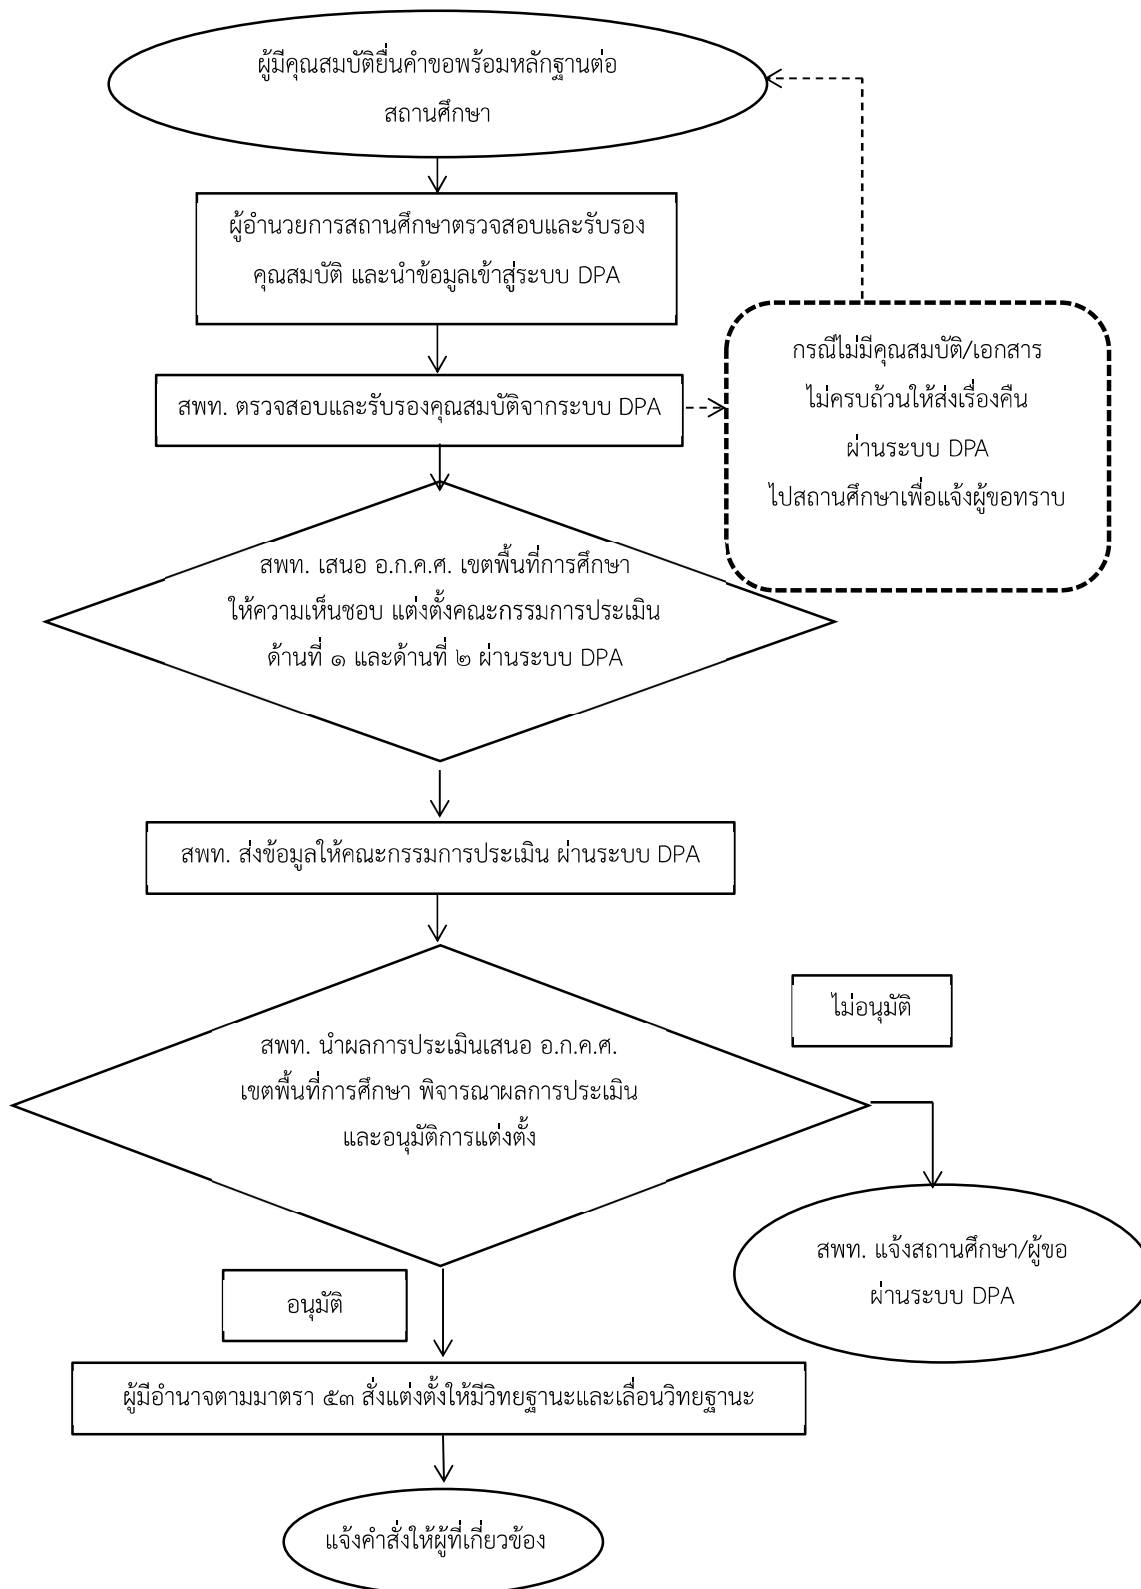 ผู้มีคุณสมบัติยื่นคำขอพร้อมหลักฐานต่อ
สถานศึกษา
ผู้อำนวยการสถานศึกษาตรวจสอบและรับรอง
คุณสมบัติ และนำข้อมูลเข้าสู่ระบบ DPA
กรณีไม่มีคุณสมบัติ/เอกสาร
ไม่ครบถ้วนให้ส่งเรื่องคืน
ผ่านระบบ DPA
ไปสถานศึกษาเพื่อแจ้งผู้ขอทราบ
สพท. ตรวจสอบและรับรองคุณสมบัติจากระบบ DPA
สพท. เสนอ อ.ก.ค.ศ. เขตพื้นที่การศึกษา
ให้ความเห็นชอบ แต่งตั้งคณะกรรมการประเมิน
ด้านที่ ๑ และด้านที่ ๒ ผ่านระบบ DPA
สพท. ส่งข้อมูลให้คณะกรรมการประเมิน ผ่านระบบ DPA
ไม่อนุมัติ
สพท. นำผลการประเมินเสนอ อ.ก.ค.ศ.
เขตพื้นที่การศึกษา พิจารณาผลการประเมิน
และอนุมัติการแต่งตั้ง
สพท. แจ้งสถานศึกษา/ผู้ขอ
ผ่านระบบ DPA
อนุมัติ
ผู้มีอำนาจตามมาตรา ๕๓ สั่งแต่งตั้งให้มีวิทยฐานะและเลื่อนวิทยฐานะ
แจ้งคำสั่งให้ผู้ที่เกี่ยวข้อง